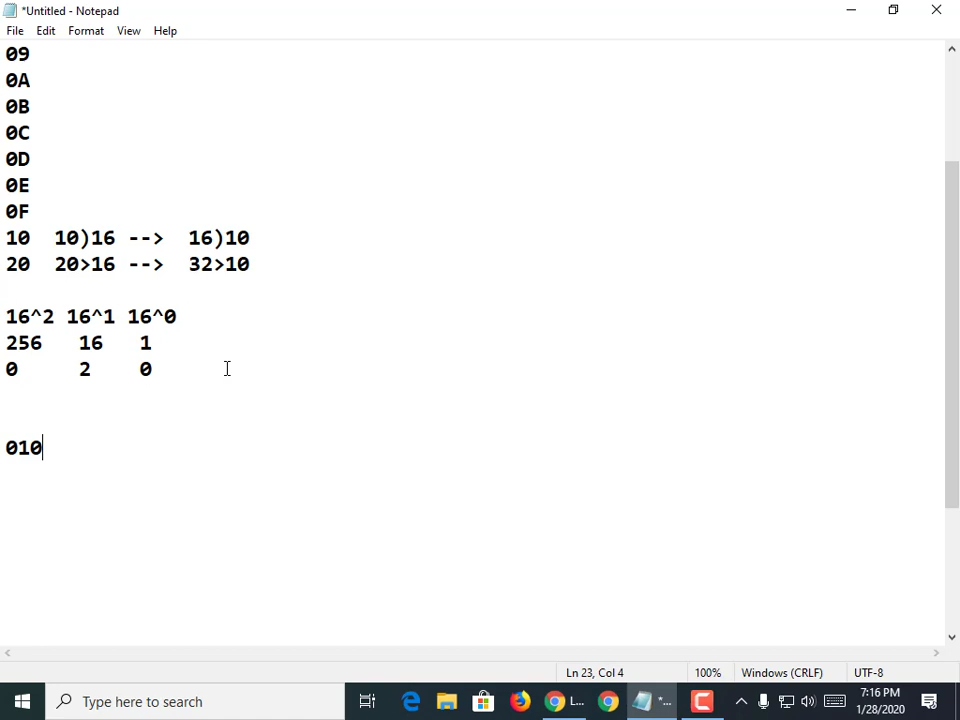 *Untitled - Notepad
File Edit Format View Help
09
0A
0B
0C
0D
0E
0F
10  10)16 -->  16)10
20  20>16 -->  32>10
16^2 16^1 16^0
256   16   1
0     2    0
010
Ln 23, Col 4 100% Windows (CRLF) UTF-8
Type here to search L... *... 7:16 PM
1/28/2020